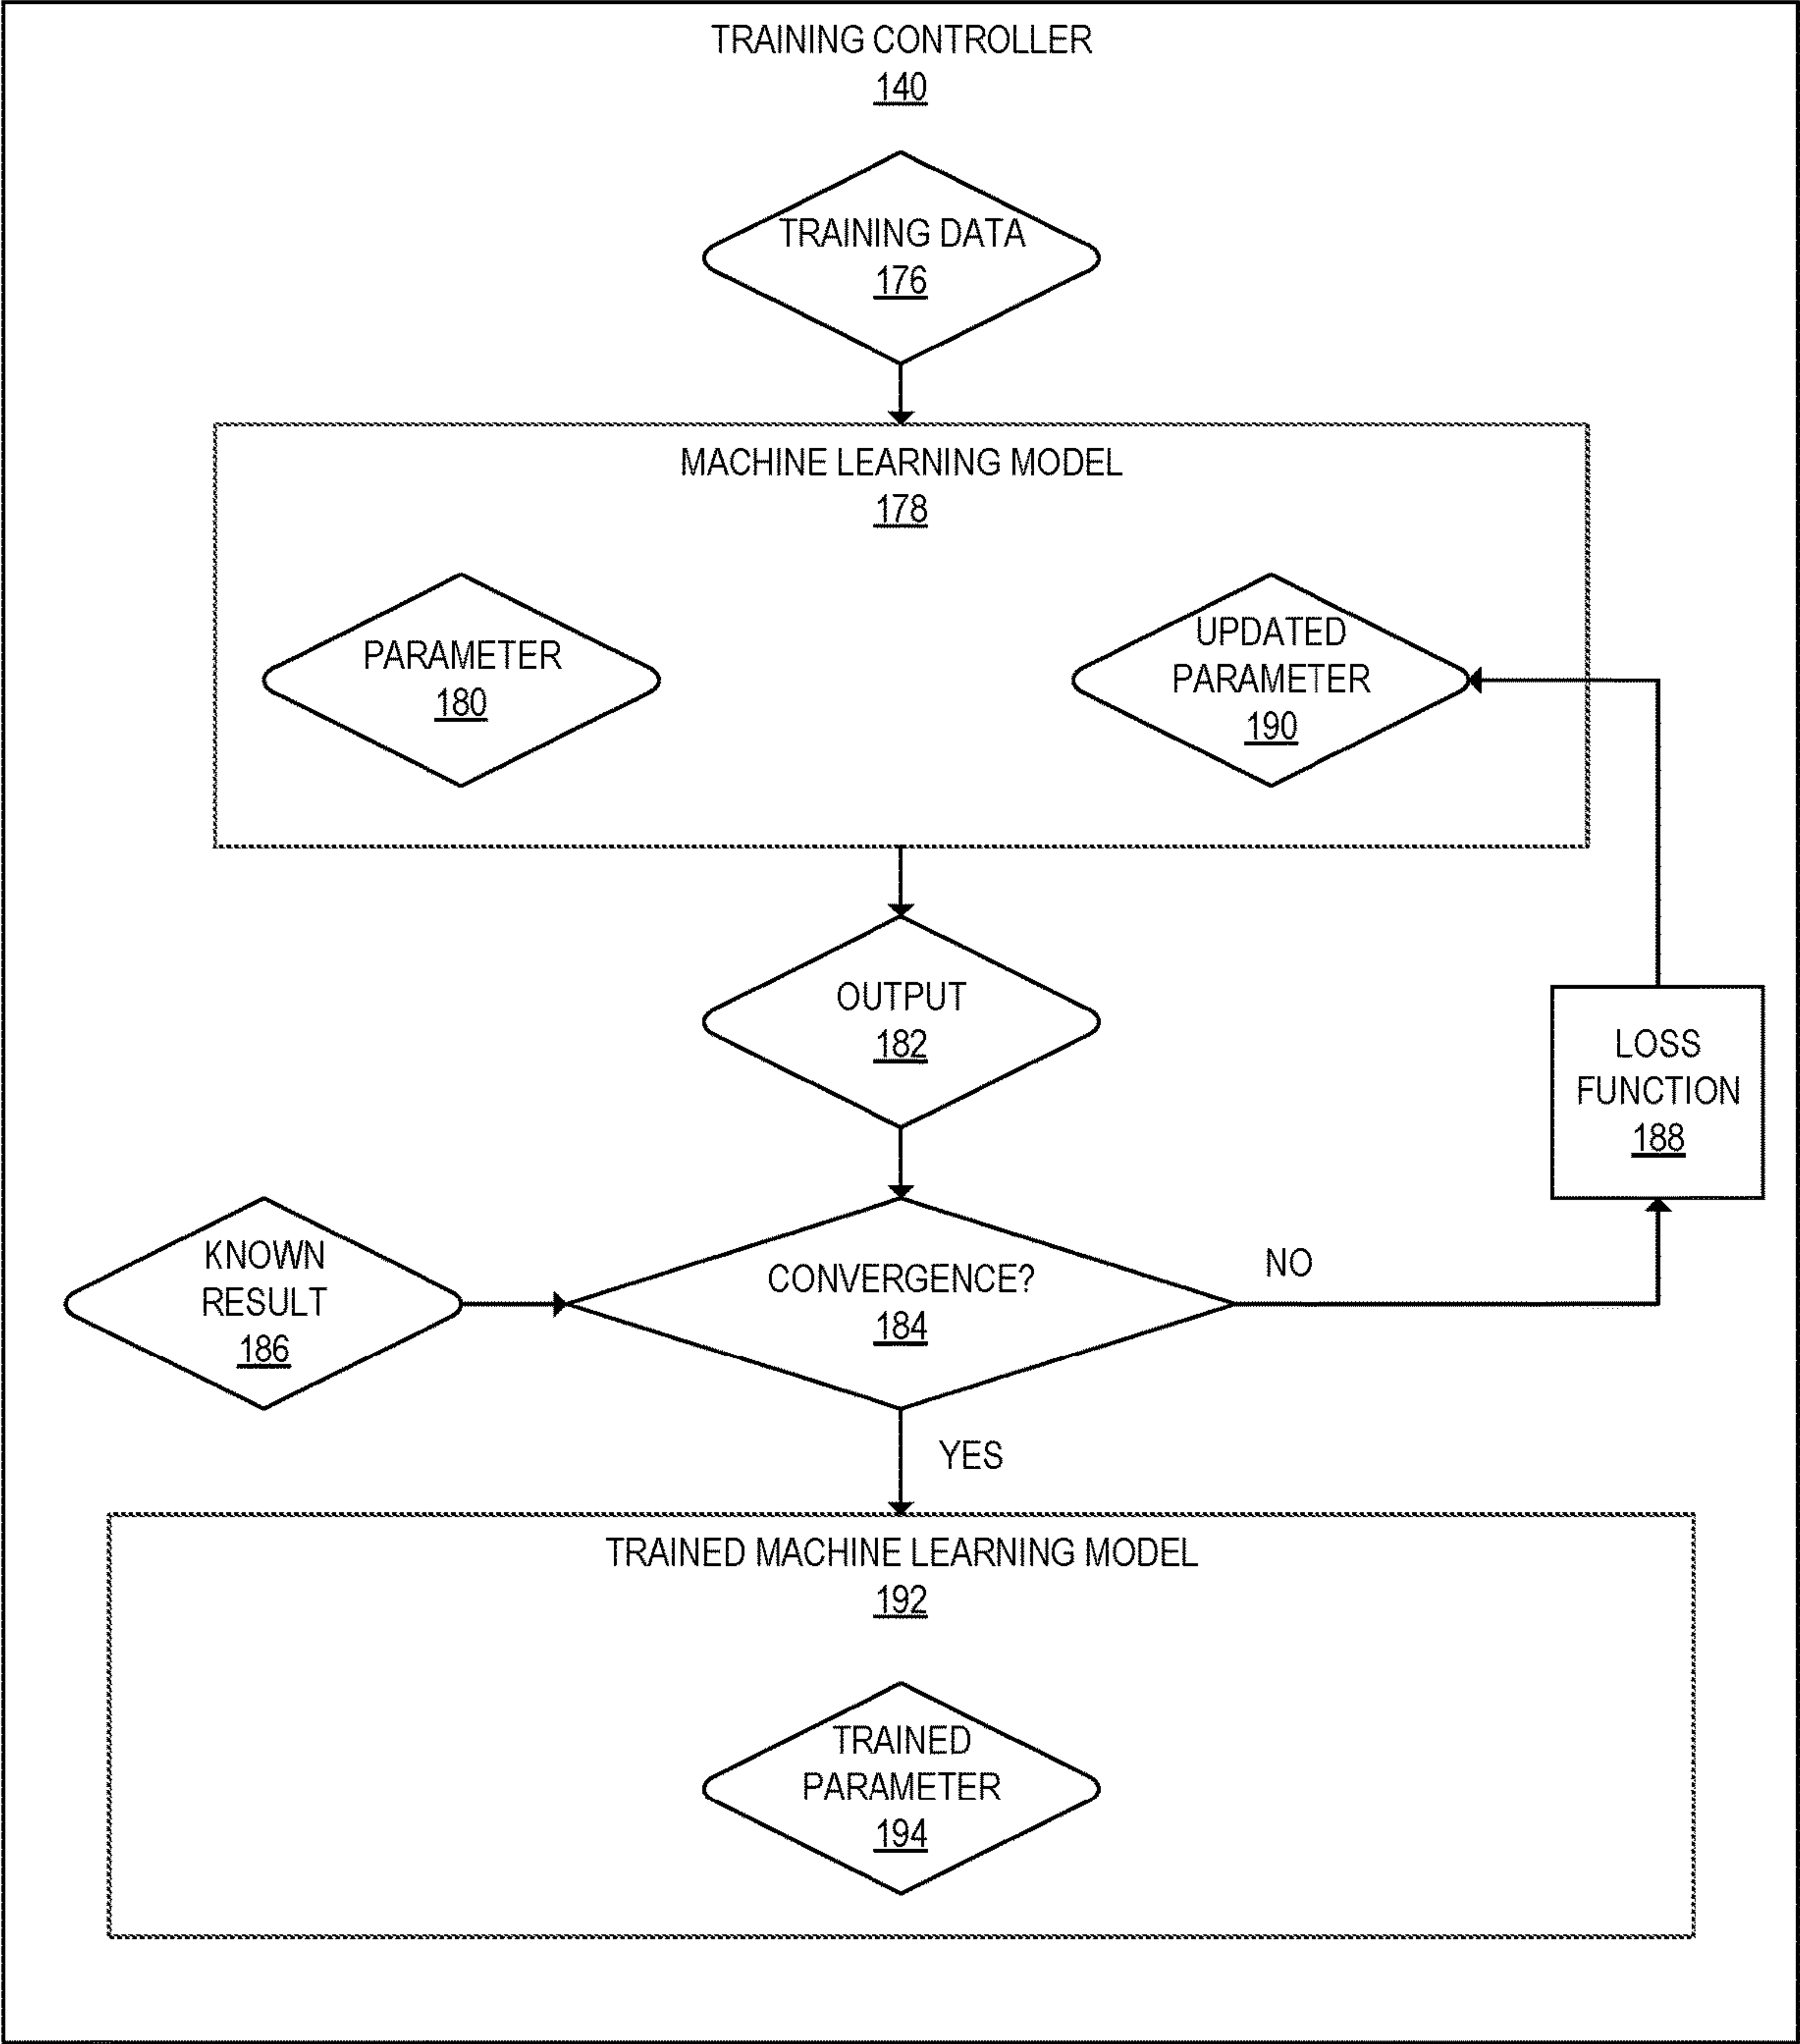 TRAINING CONTROLLER
140
TRAINING DATA
176
MACHINE LEARNING MODEL
178
PARAMETER
180
UPDATED
PARAMETER
190
OUTPUT
182
LOSS
FUNCTION
188
KNOWN
RESULT
186
CONVERGENCE?
184
NO
YES
TRAINED MACHINE LEARNING MODEL
192
TRAINED
PARAMETER
194